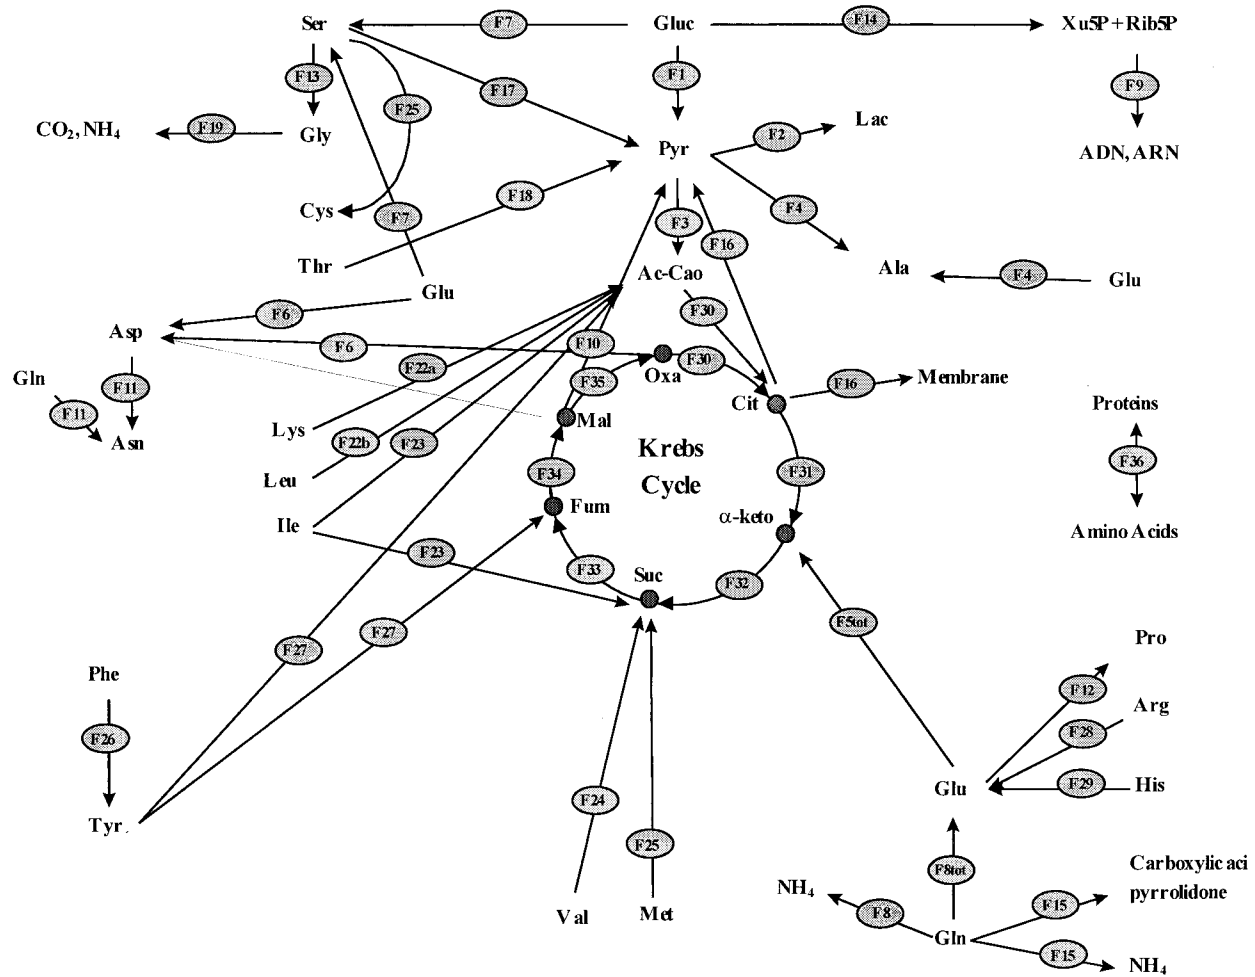 Ser F7 Gluc F14 Xu5P+Rib5P
F13 F1
F25 F17 F9
CO₂, NH₄ F19 Gly Pyr F2 Lac
ADN, ARN
Cys F7 F18 F3 F16 F4
Thr Ac-Cao Ala F4 Glu
Glu
F6 F30
Asp F6 F10 F30
Oxa
Gln F11 F22a F35 Cit F16 Membrane
F11 Asn Lys Mal Proteins
F22b F23 Krebs
Cycle
F34 F31 F36
Leu
Ile Fum α-keto Amino Acids
F23 F33 Suc F32
F27 F27 F5tot Pro
Phe F12
Arg
F26 F28
Glu F29 His
Tyr F24
F25 F8tot Carboxylic aci
pyrrolidone
NH₄ F8 F15
Val Met Gln
F15 NH₄